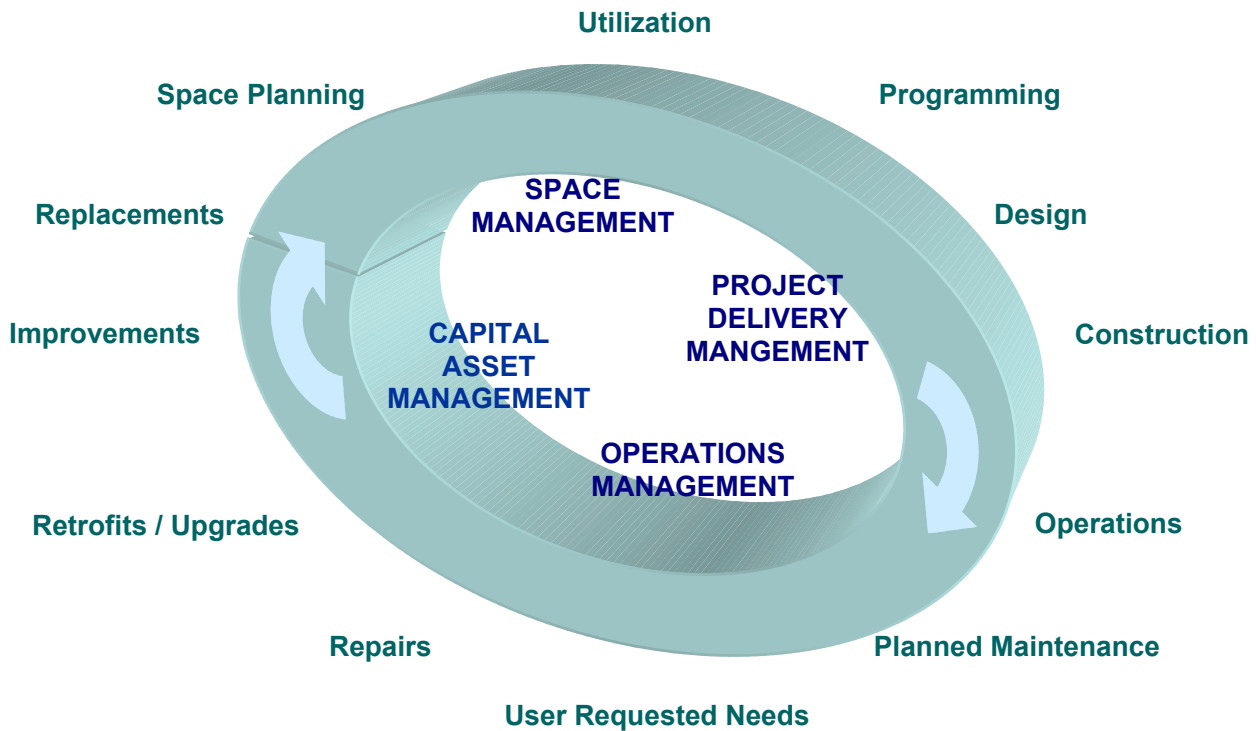 Utilization
Space Planning
Programming
SPACE
MANAGEMENT
Replacements
Design
PROJECT
DELIVERY
MANGEMENT
Improvements
CAPITAL
ASSET
MANAGEMENT
Construction
OPERATIONS
MANAGEMENT
Retrofits / Upgrades
Operations
Repairs
Planned Maintenance
User Requested Needs